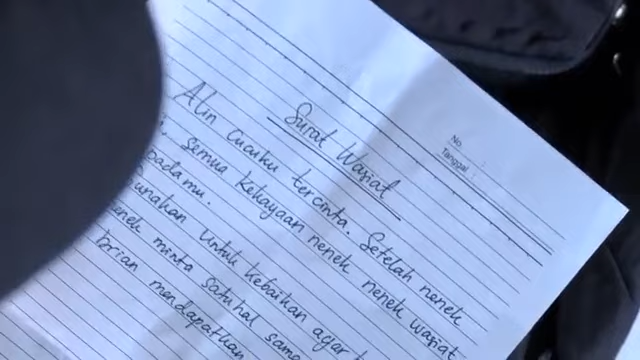 No :
Tanggal :
Surat Wasiat
Alin Cucuku tercinta. Setelah nenek
semua kekayaan nenek nenek wasiat
padamu.
untuk kebaikan agar
nenek minta satu hal sama
brian mendapatkan